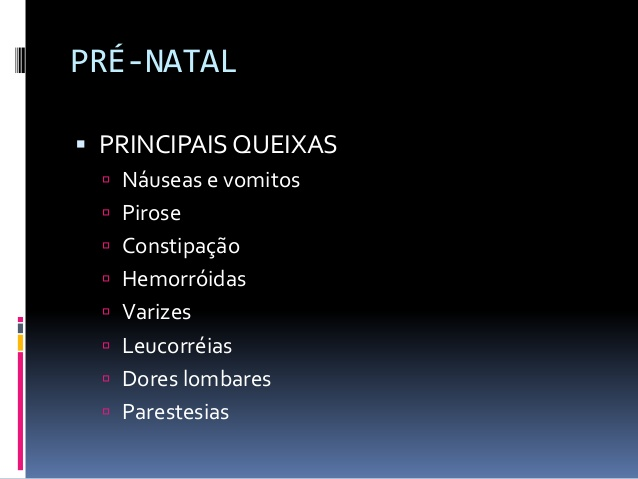 PRÉ-NATAL
PRINCIPAIS QUEIXAS
Náuseas e vomitos
Pirose
Constipação
Hemorróidas
Varizes
Leucorréias
Dores lombares
Parestesias